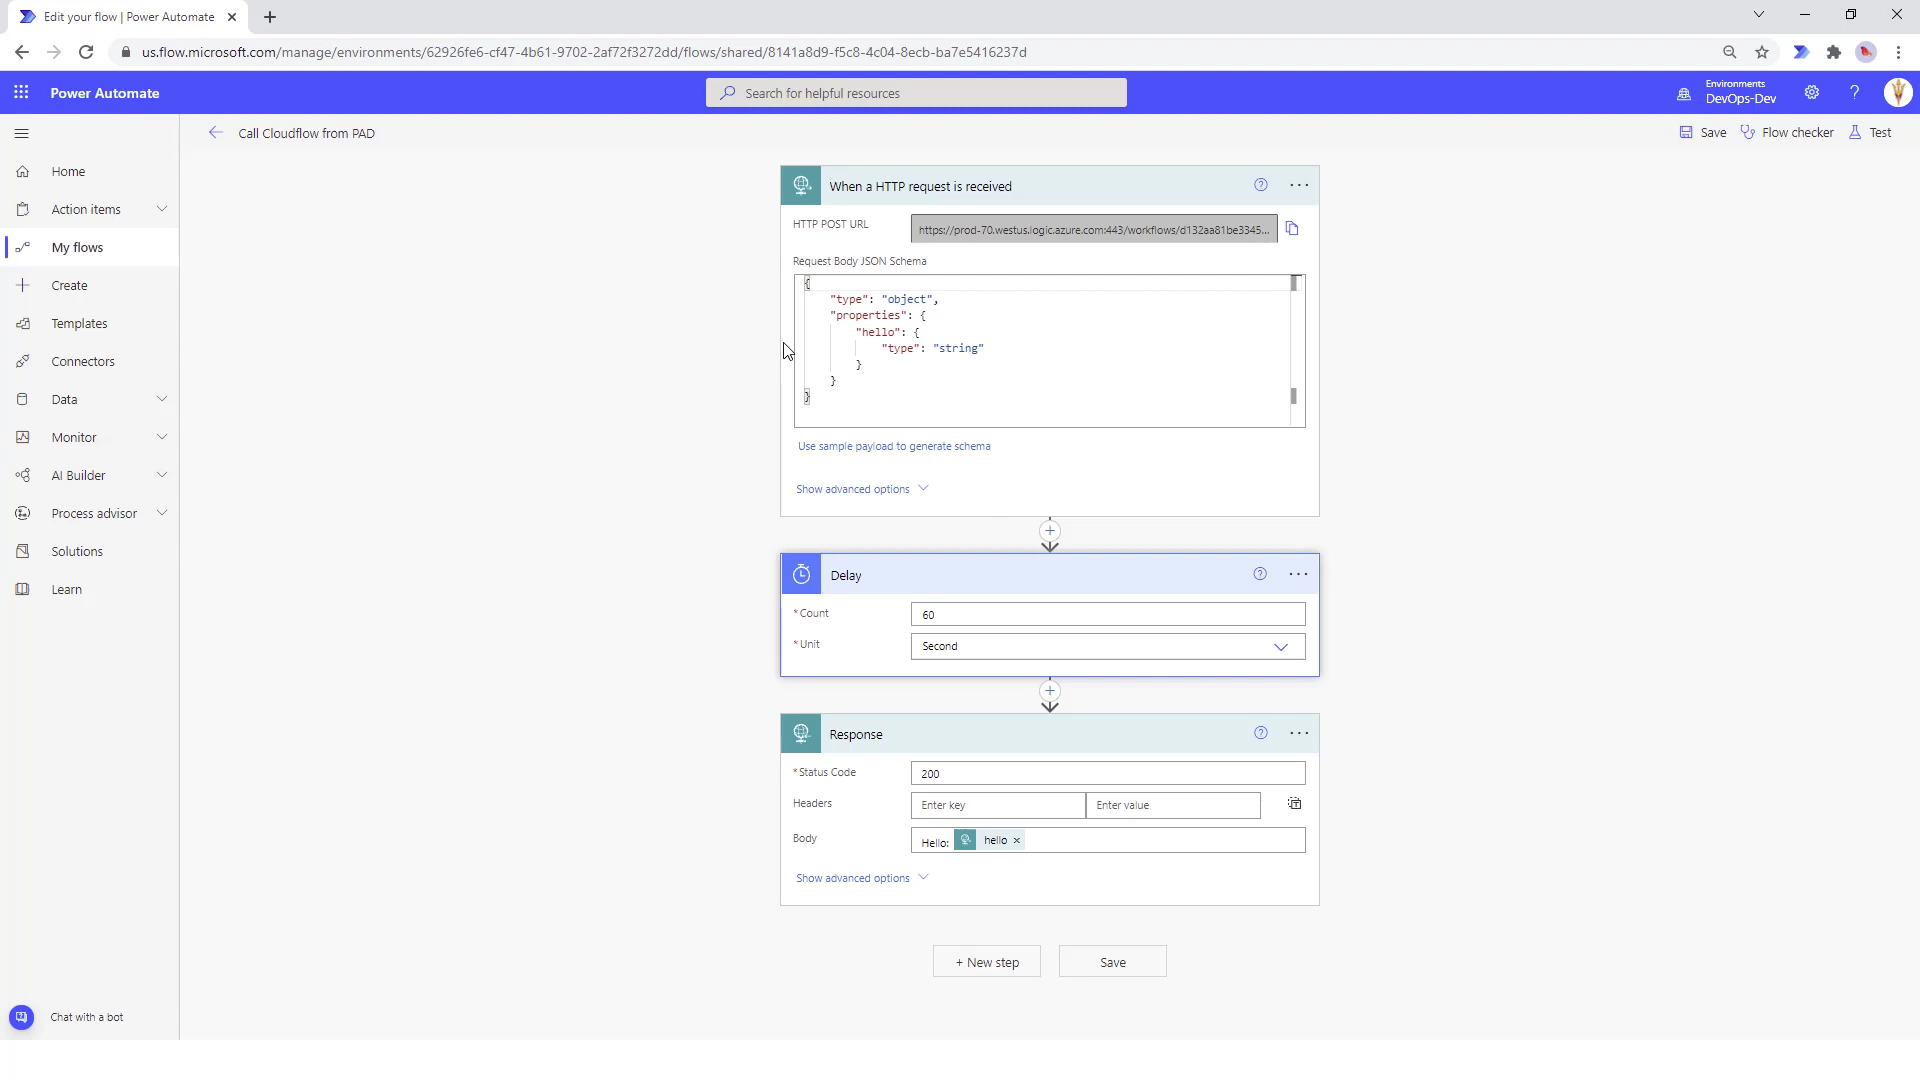 Edit your flow | Power Automate
us.flow.microsoft.com/manage/environments/62926fe6-cf47-4b61-9702-2af72f3272dd/flows/shared/8141a8d9-f5c8-4c04-8ecb-ba7e5416237d
Power Automate
Search for helpful resources
Environments
DevOps-Dev
Call Cloudflow from PAD
Save
Flow checker
Test
Home
Action items
My flows
Create
Templates
Connectors
Data
Monitor
AI Builder
Process advisor
Solutions
Learn
Chat with a bot
When a HTTP request is received
HTTP POST URL
https://prod-70.westus.logic.azure.com:443/workflows/d132aa81be3345...
Request Body JSON Schema
{
"type": "object",
"properties": {
"hello": {
"type": "string"
}
}
}
Use sample payload to generate schema
Show advanced options
Delay
* Count
60
* Unit
Second
Response
* Status Code
200
Headers
Enter key
Enter value
Body
Hello: hello ×
Show advanced options
+ New step
Save